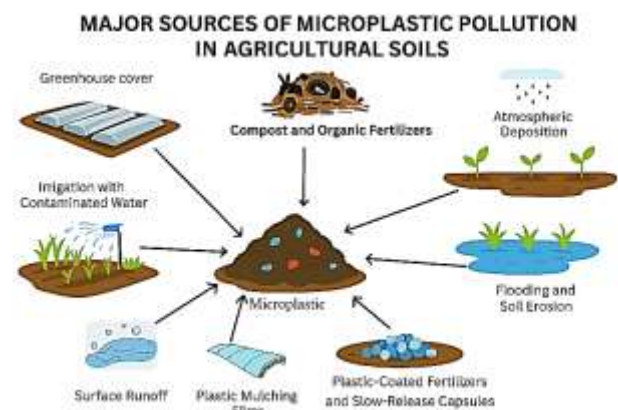 MAJOR SOURCES OF MICROPLASTIC POLLUTION
IN AGRICULTURAL SOILS
Greenhouse cover
Compost and Organic Fertilizers
Atmospheric
Deposition
Irrigation with
Contaminated Water
Microplastic
Flooding and
Soil Erosion
Surface Runoff
Plastic Mulching
Plastic-Coated Fertilizers
and Slow-Release Capsules